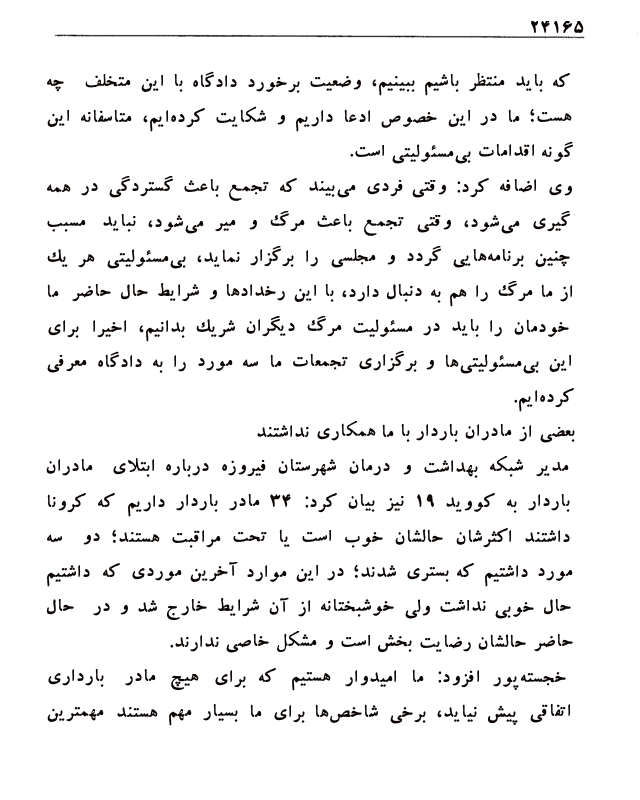 ۲۴۱۶۵
که باید منتظر باشیم ببینیم، وضعیت برخورد دادگاه با این متخلف چه
هست؛ ما در این خصوص ادعا داریم و شکایت کرده‌ایم، متاسفانه این
گونه اقدامات بی‌مسئولیتی است.
وی اضافه کرد: وقتی فردی می‌بیند که تجمع باعث گستردگی در همه
گیری می‌شود، وقتی تجمع باعث مرگ و میر می‌شود، نباید مسبب
چنین برنامه‌هایی گردد و مجلسی را برگزار نماید، بی‌مسئولیتی هر یك
از ما مرگ را هم به دنبال دارد، با این رخدادها و شرایط حال حاضر ما
خودمان را باید در مسئولیت مرگ دیگران شریك بدانیم، اخیرا برای
این بی‌مسئولیتی‌ها و برگزاری تجمعات ما سه مورد را به دادگاه معرفی
کرده‌ایم.
بعضی از مادران باردار با ما همکاری نداشتند
مدیر شبکه بهداشت و درمان شهرستان فیروزه درباره ابتلای مادران
باردار به کووید ۱۹ نیز بیان کرد: ۳۴ مادر باردار داریم که کرونا
داشتند اکثرشان حالشان خوب است یا تحت مراقبت هستند؛ دو سه
مورد داشتیم که بستری شدند؛ در این موارد آخرین موردی که داشتیم
حال خوبی نداشت ولی خوشبختانه از آن شرایط خارج شد و در حال
حاضر حالشان رضایت بخش است و مشکل خاصی ندارند.
خجسته‌پور افزود: ما امیدوار هستیم که برای هیچ مادر بارداری
اتفاقی پیش نیاید، برخی شاخص‌ها برای ما بسیار مهم هستند مهمترین